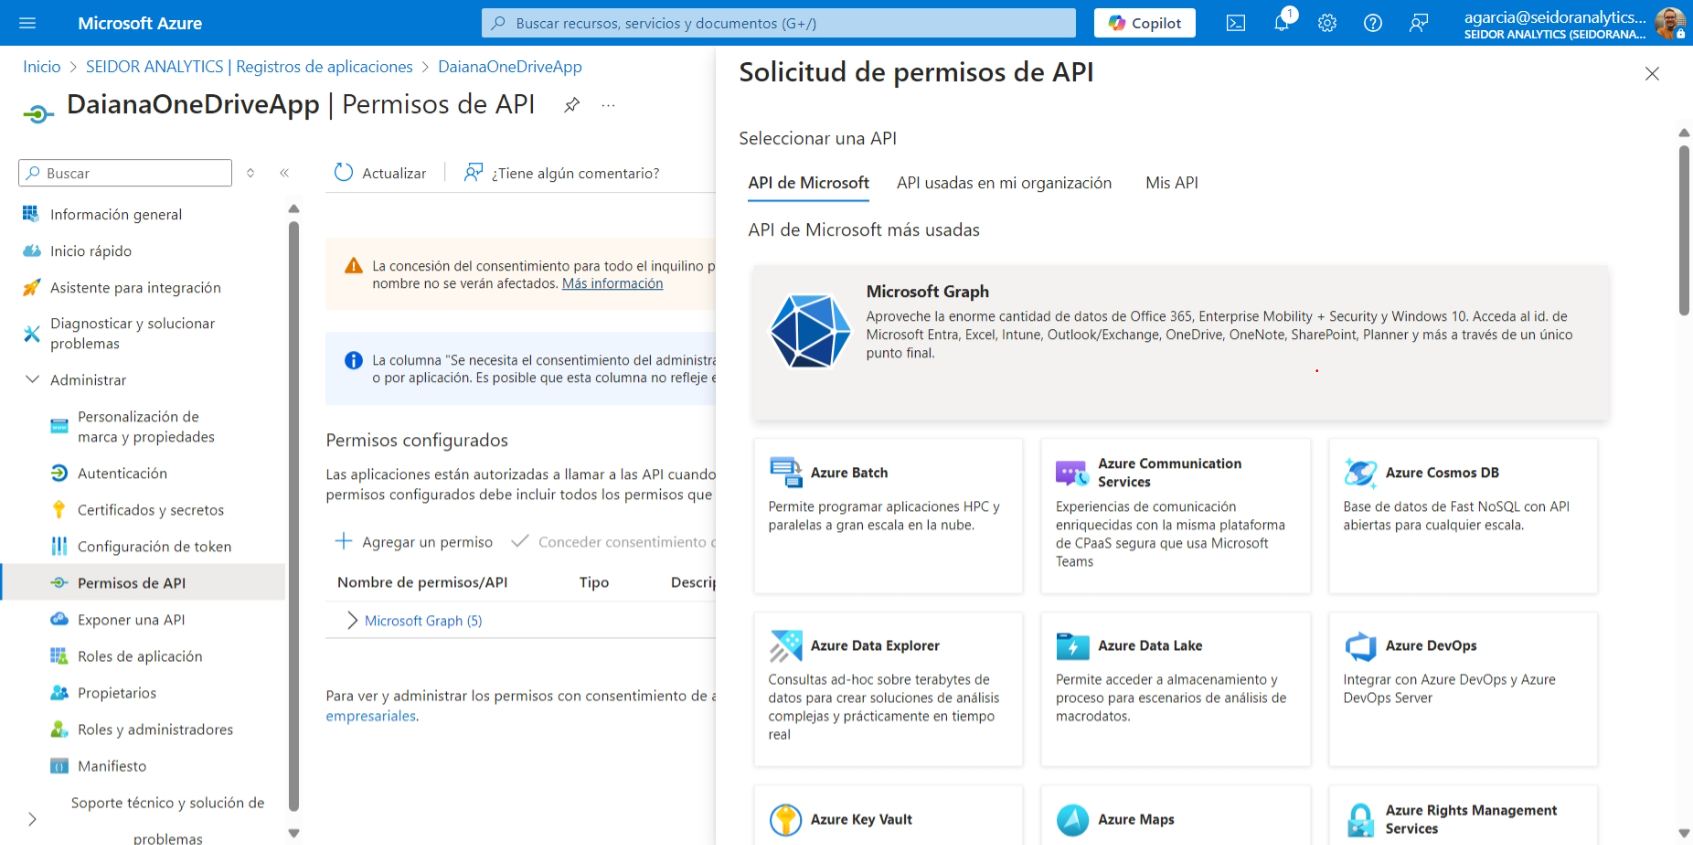 Microsoft Azure
Buscar recursos, servicios y documentos (G+/)
Copilot
1
agarcia@seidoranalytics...
SEIDOR ANALYTICS (SEIDORANA...
Inicio > SEIDOR ANALYTICS | Registros de aplicaciones > DaianaOneDriveApp
DaianaOneDriveApp | Permisos de API
...
Buscar
Información general
Inicio rápido
Asistente para integración
Diagnosticar y solucionar
problemas
Administrar
Personalización de
marca y propiedades
Autenticación
Certificados y secretos
Configuración de token
Permisos de API
Exponer una API
Roles de aplicación
Propietarios
Roles y administradores
Manifiesto
Soporte técnico y solución de
problemas
Actualizar
¿Tiene algún comentario?
La concesión del consentimiento para todo el inquilino p
nombre no se verán afectados. Más información
La columna "Se necesita el consentimiento del administra
o por aplicación. Es posible que esta columna no refleje e
Permisos configurados
Las aplicaciones están autorizadas a llamar a las API cuando
permisos configurados debe incluir todos los permisos que
Agregar un permiso
Conceder consentimiento
Nombre de permisos/API
Tipo
Descrip
Microsoft Graph (5)
Para ver y administrar los permisos con consentimiento de a
empresariales.
Solicitud de permisos de API
Seleccionar una API
API de Microsoft
API usadas en mi organización
Mis API
API de Microsoft más usadas
Microsoft Graph
Aproveche la enorme cantidad de datos de Office 365, Enterprise Mobility + Security y Windows 10. Acceda al id. de
Microsoft Entra, Excel, Intune, Outlook/Exchange, OneDrive, OneNote, SharePoint, Planner y más a través de un único
punto final.
Azure Batch
Permite programar aplicaciones HPC y
paralelas a gran escala en la nube.
Azure Communication
Services
Experiencias de comunicación
enriquecidas con la misma plataforma
de CPaaS segura que usa Microsoft
Teams
Azure Cosmos DB
Base de datos de Fast NoSQL con API
abiertas para cualquier escala.
Azure Data Explorer
Consultas ad-hoc sobre terabytes de
datos para crear soluciones de análisis
complejas y prácticamente en tiempo
real
Azure Data Lake
Permite acceder a almacenamiento y
proceso para escenarios de análisis de
macrodatos.
Azure DevOps
Integrar con Azure DevOps y Azure
DevOps Server
Azure Key Vault
Azure Maps
Azure Rights Management
Services